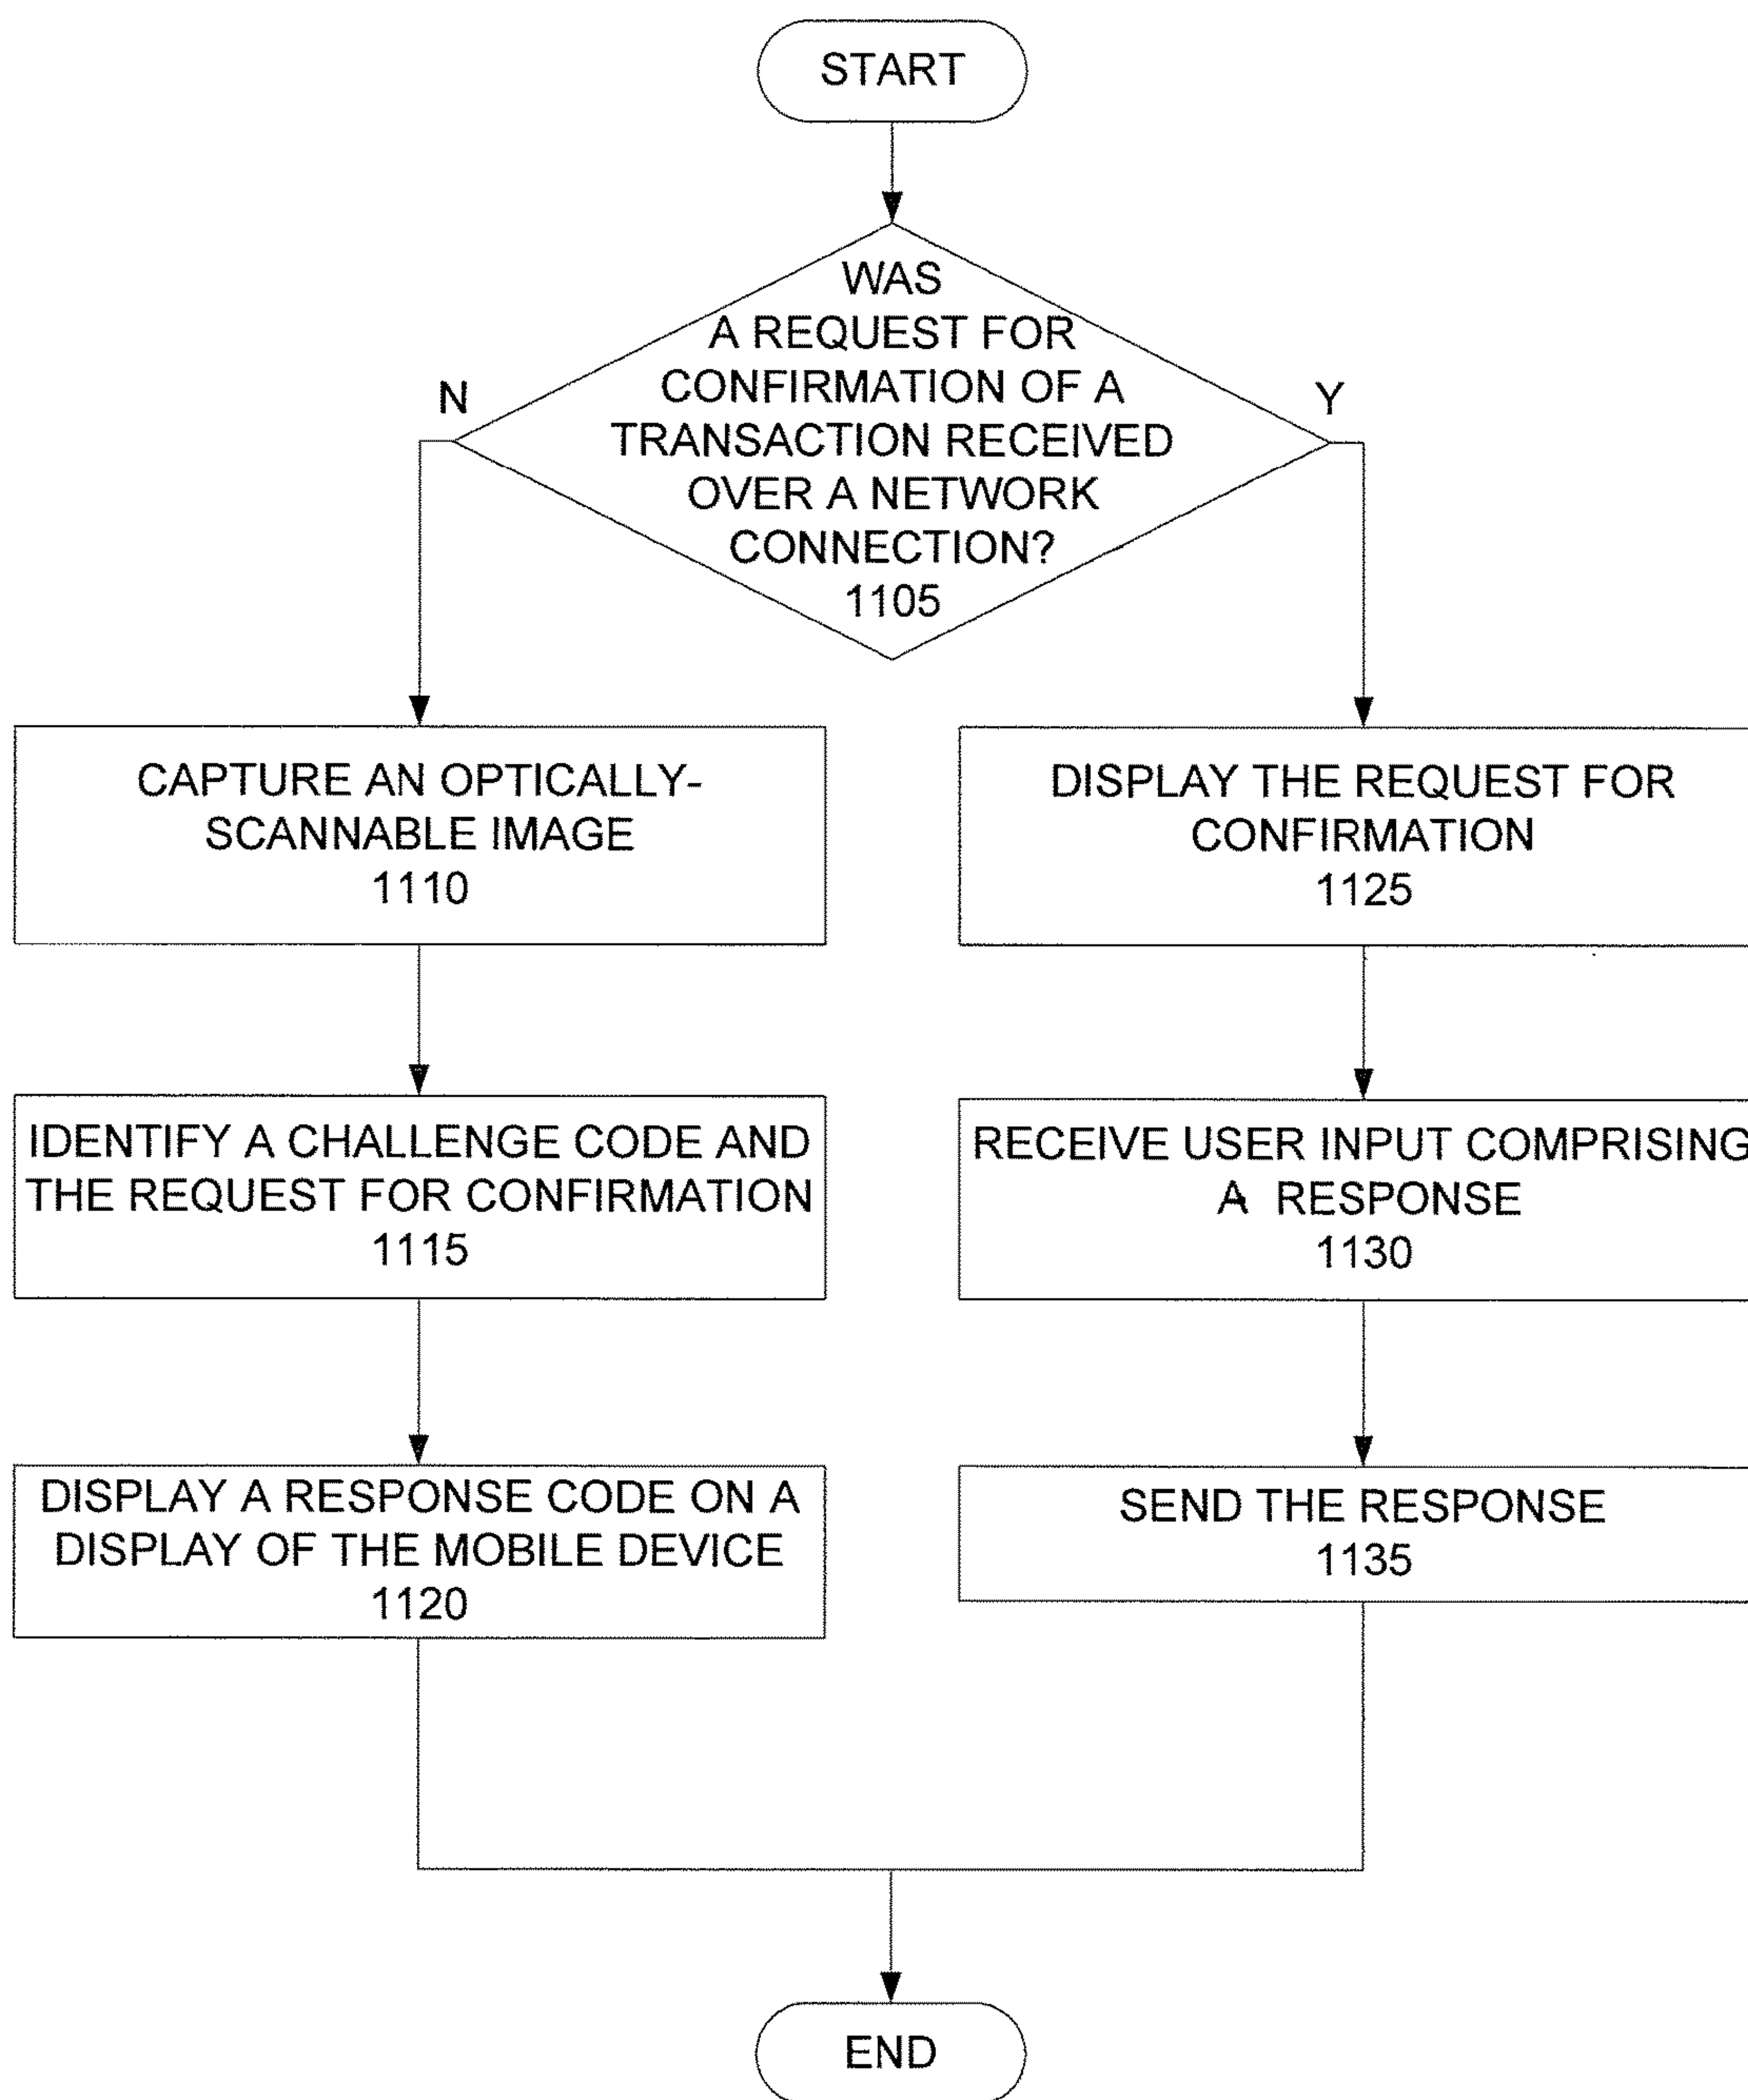 START
WAS
A REQUEST FOR
CONFIRMATION OF A
TRANSACTION RECEIVED
OVER A NETWORK
CONNECTION?
1105
N
Y
CAPTURE AN OPTICALLY-
SCANNABLE IMAGE
1110
IDENTIFY A CHALLENGE CODE AND
THE REQUEST FOR CONFIRMATION
1115
DISPLAY A RESPONSE CODE ON A
DISPLAY OF THE MOBILE DEVICE
1120
DISPLAY THE REQUEST FOR
CONFIRMATION
1125
RECEIVE USER INPUT COMPRISING
A RESPONSE
1130
SEND THE RESPONSE
1135
END